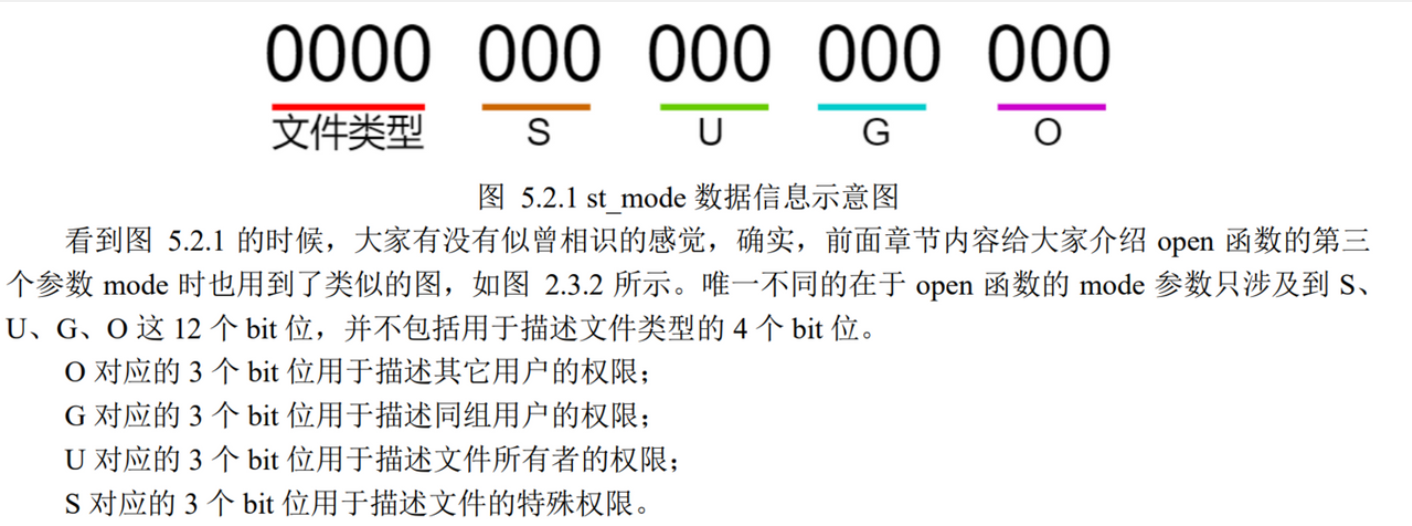 0000 000 000 000 000
文件类型 S U G O
图 5.2.1 st_mode 数据信息示意图
看到图 5.2.1 的时候，大家有没有似曾相识的感觉，确实，前面章节内容给大家介绍 open 函数的第三
个参数 mode 时也用到了类似的图，如图 2.3.2 所示。唯一不同的在于 open 函数的 mode 参数只涉及到 S、
U、G、O 这 12 个 bit 位，并不包括用于描述文件类型的 4 个 bit 位。
O 对应的 3 个 bit 位用于描述其它用户的权限；
G 对应的 3 个 bit 位用于描述同组用户的权限；
U 对应的 3 个 bit 位用于描述文件所有者的权限；
S 对应的 3 个 bit 位用于描述文件的特殊权限。